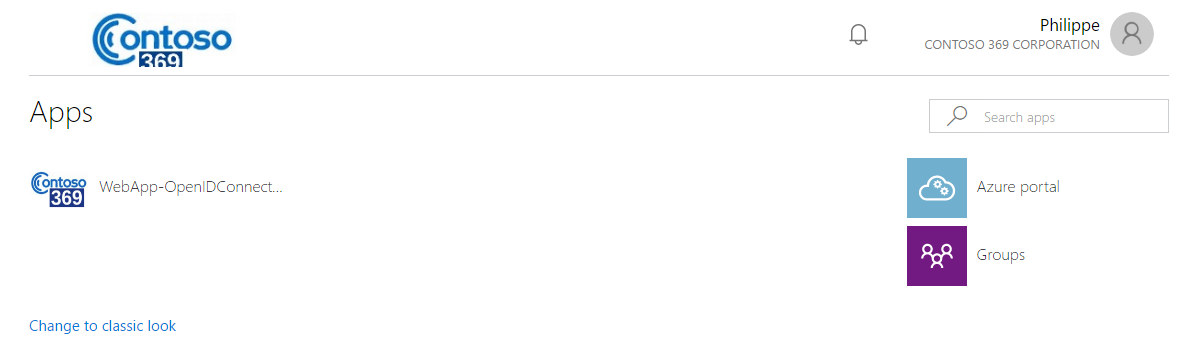 Contoso
369
Philippe
CONTOSO 369 CORPORATION
Apps
Search apps
Contoso
369
WebApp-OpenIDConnect...
Azure portal
Groups
Change to classic look